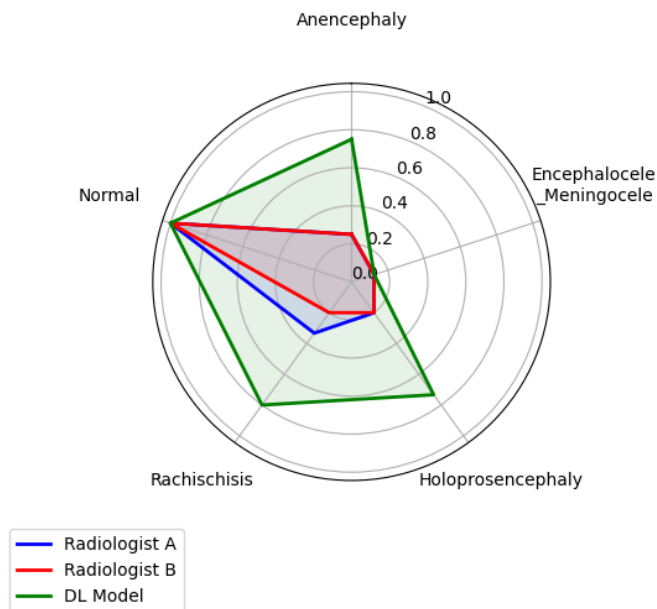 Anencephaly
1.0
0.8
0.6
0.4
0.2
0.0
Encephalocele
_Meningocele
Normal
Rachischisis
Holoprosencephaly
Radiologist A
Radiologist B
DL Model